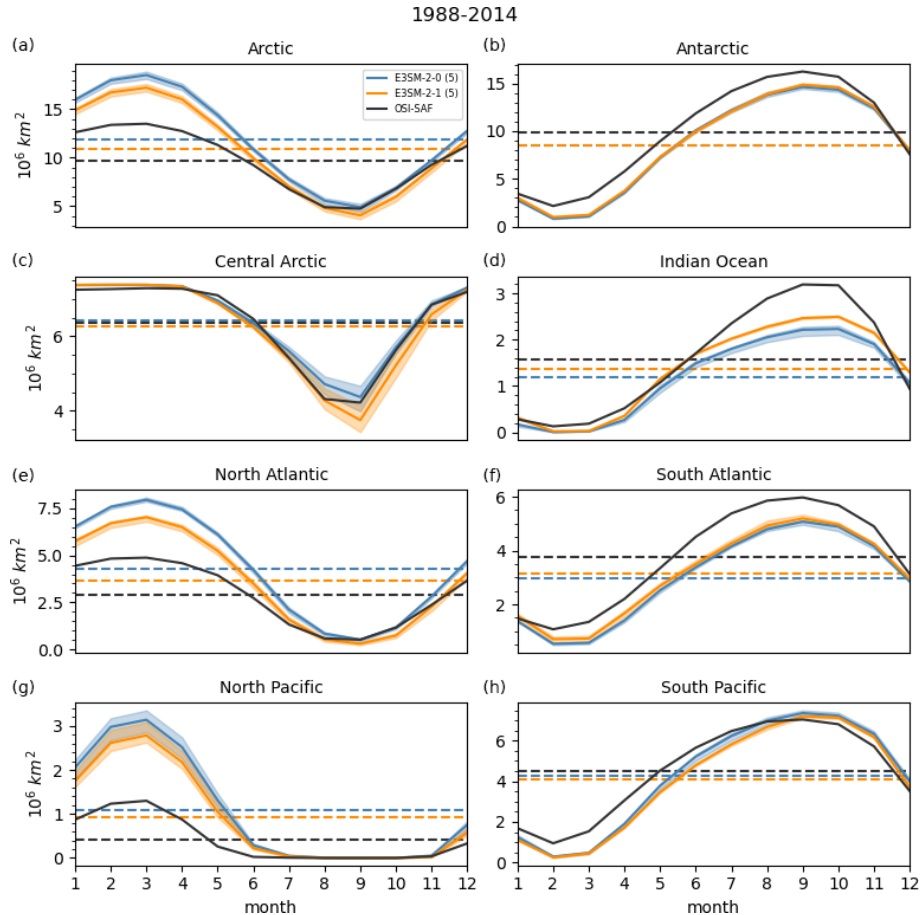 1988-2014
(a) Arctic
E3SM-2-0 (5)
E3SM-2-1 (5)
OSI-SAF
15
10
5
10⁶ km²
(b) Antarctic
15
10
5
0
(c) Central Arctic
6
4
10⁶ km²
(d) Indian Ocean
3
2
1
0
(e) North Atlantic
7.5
5.0
2.5
0.0
10⁶ km²
(f) South Atlantic
6
4
2
(g) North Pacific
3
2
1
0
10⁶ km²
1 2 3 4 5 6 7 8 9 10 11 12
month
(h) South Pacific
6
4
2
0
1 2 3 4 5 6 7 8 9 10 11 12
month